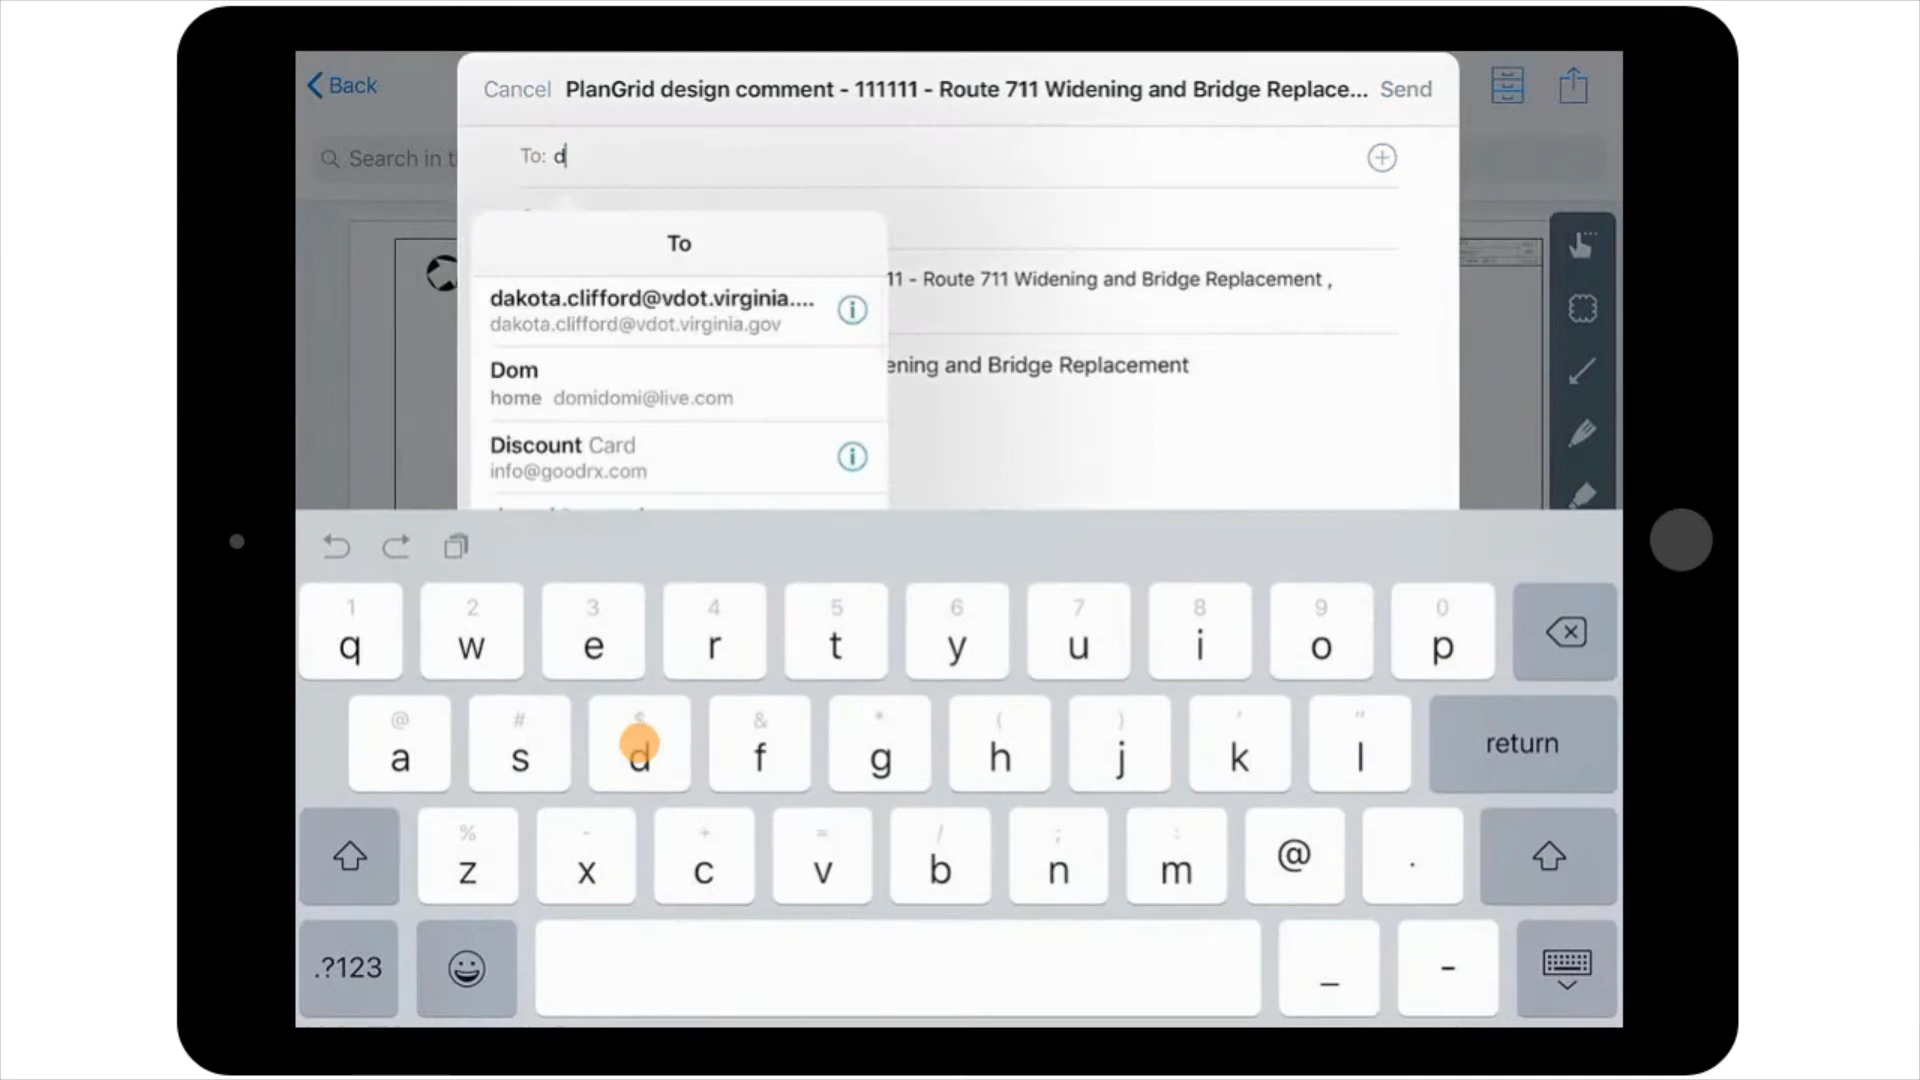 Back
Cancel PlanGrid design comment - 111111 - Route 711 Widening and Bridge Replace... Send
Search in t
To: d
To
11 - Route 711 Widening and Bridge Replacement ,
dakota.clifford@vdot.virginia....
dakota.clifford@vdot.virginia.gov
ening and Bridge Replacement
Dom
home domidomi@live.com
Discount Card
info@goodrx.com
1 2 3 4 5 6 7 8 9 0
q w e r t y u i o p
@ # $ & * ( ) ' "
a s d f g h j k l return
% - + = / ; :
z x c v b n m @ .
.?123 _ -